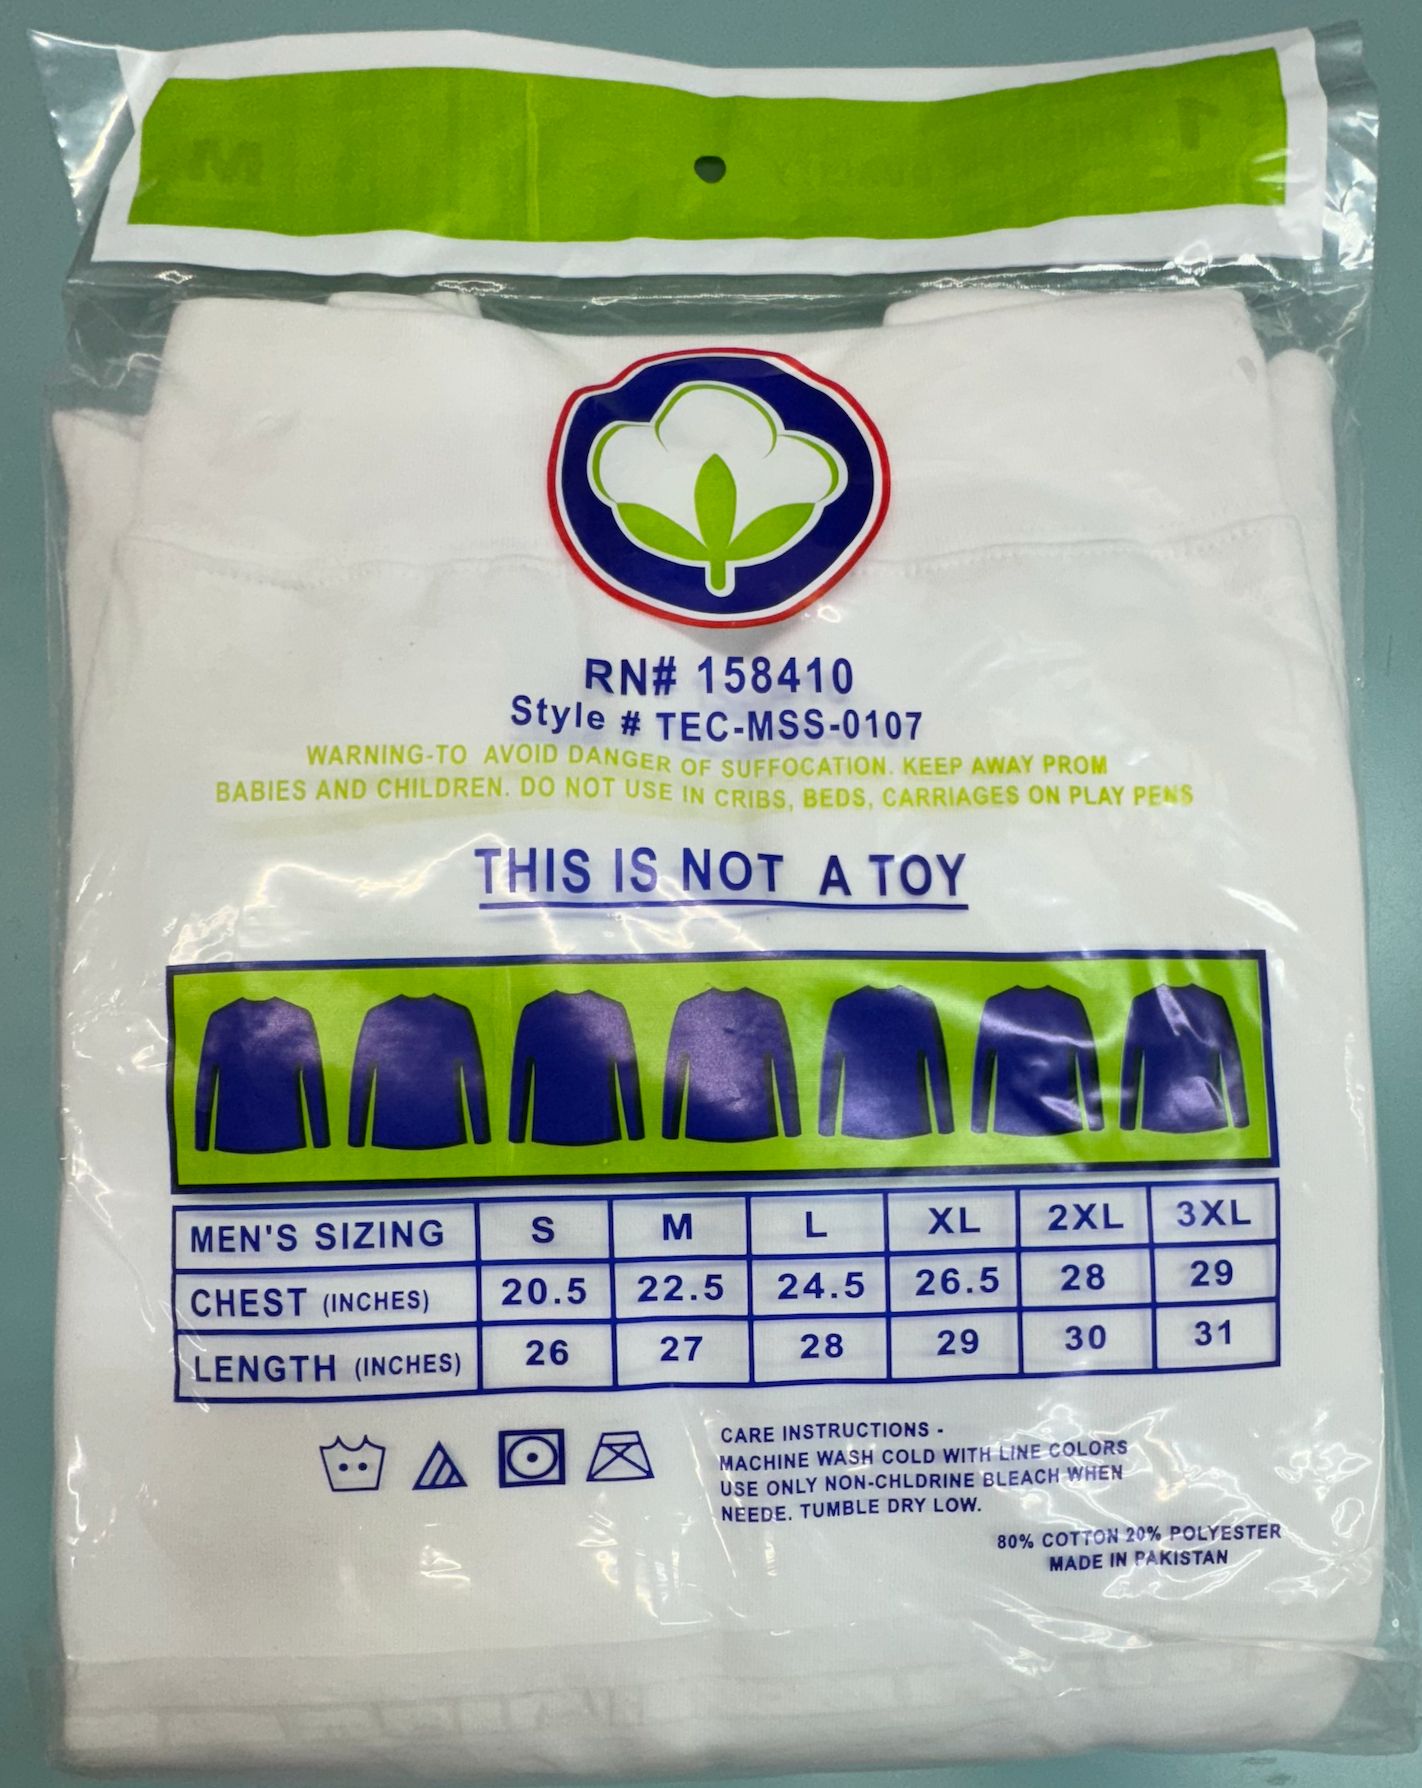 M
1
RN# 158410
Style # TEC-MSS-0107
WARNING-TO AVOID DANGER OF SUFFOCATION. KEEP AWAY PROM
BABIES AND CHILDREN. DO NOT USE IN CRIBS, BEDS, CARRIAGES ON PLAY PENS
THIS IS NOT A TOY
MEN'S SIZING S M L XL 2XL 3XL
CHEST (INCHES) 20.5 22.5 24.5 26.5 28 29
LENGTH (INCHES) 26 27 28 29 30 31
CARE INSTRUCTIONS -
MACHINE WASH COLD WITH LINE COLORS
USE ONLY NON-CHLDRINE BLEACH WHEN
NEEDE. TUMBLE DRY LOW.
80% COTTON 20% POLYESTER
MADE IN PAKISTAN